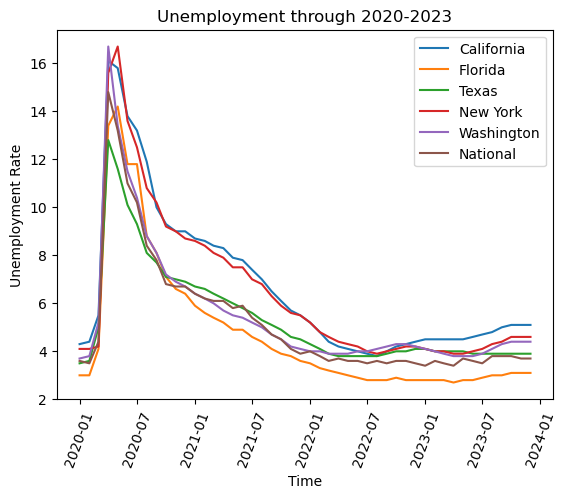 Unemployment through 2020-2023
Unemployment Rate
16
14
12
10
8
6
4
2
California
Florida
Texas
New York
Washington
National
2020-01
2020-07
2021-01
2021-07
2022-01
2022-07
2023-01
2023-07
2024-01
Time